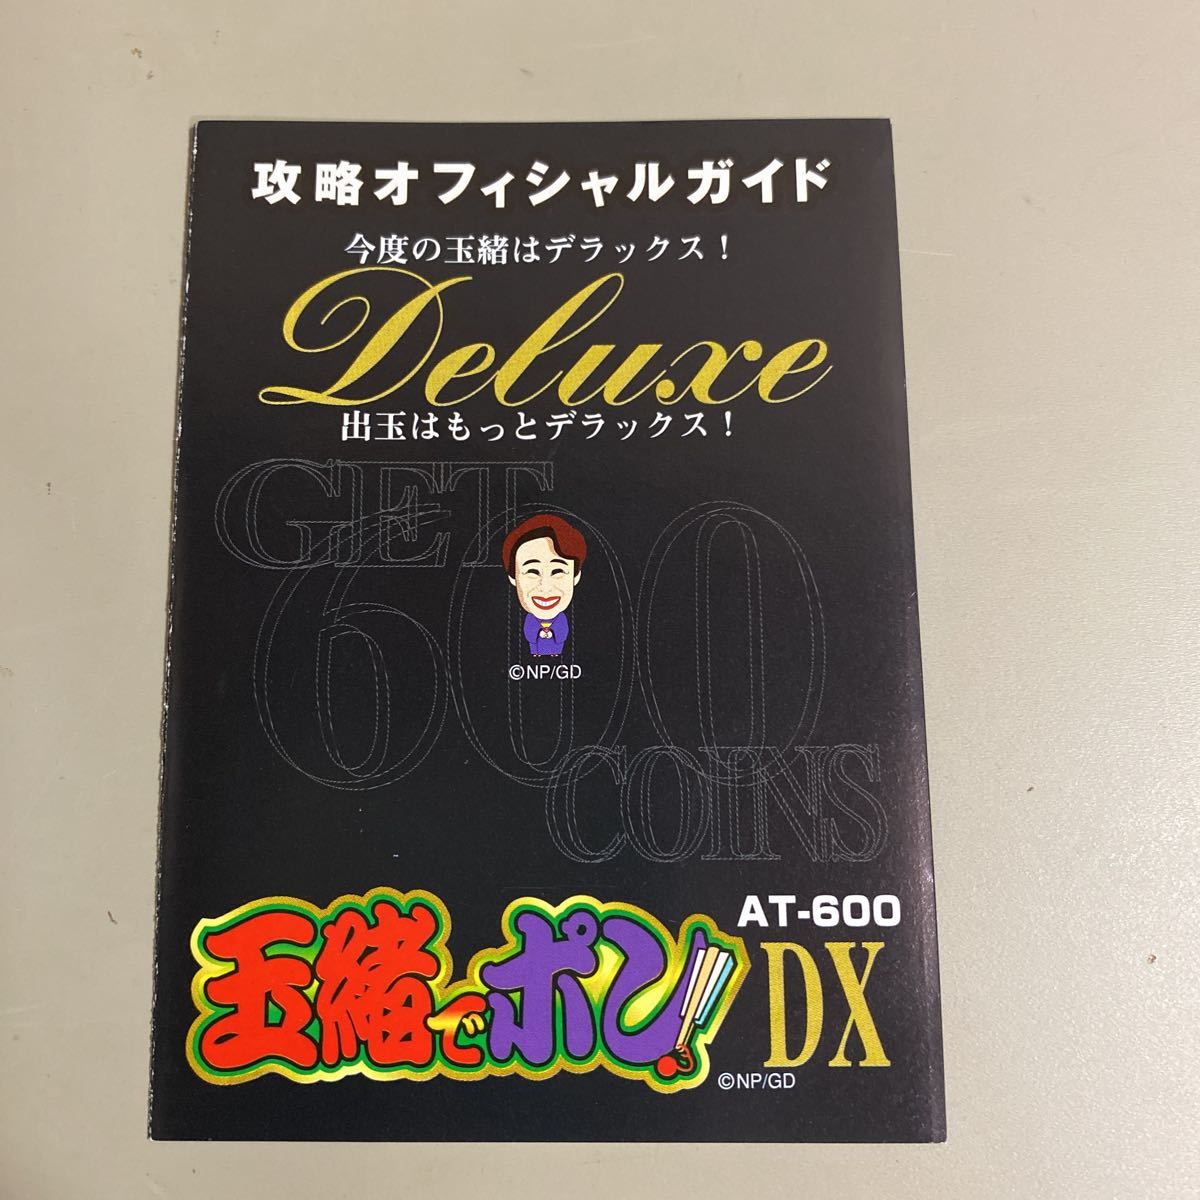 攻略オフィシャルガイド
今度の玉緒はデラックス！
Deluxe
出玉はもっとデラックス！
GET
600
©NP/GD
COINS
AT-600
玉緒でポン!!
DX
©NP/GD